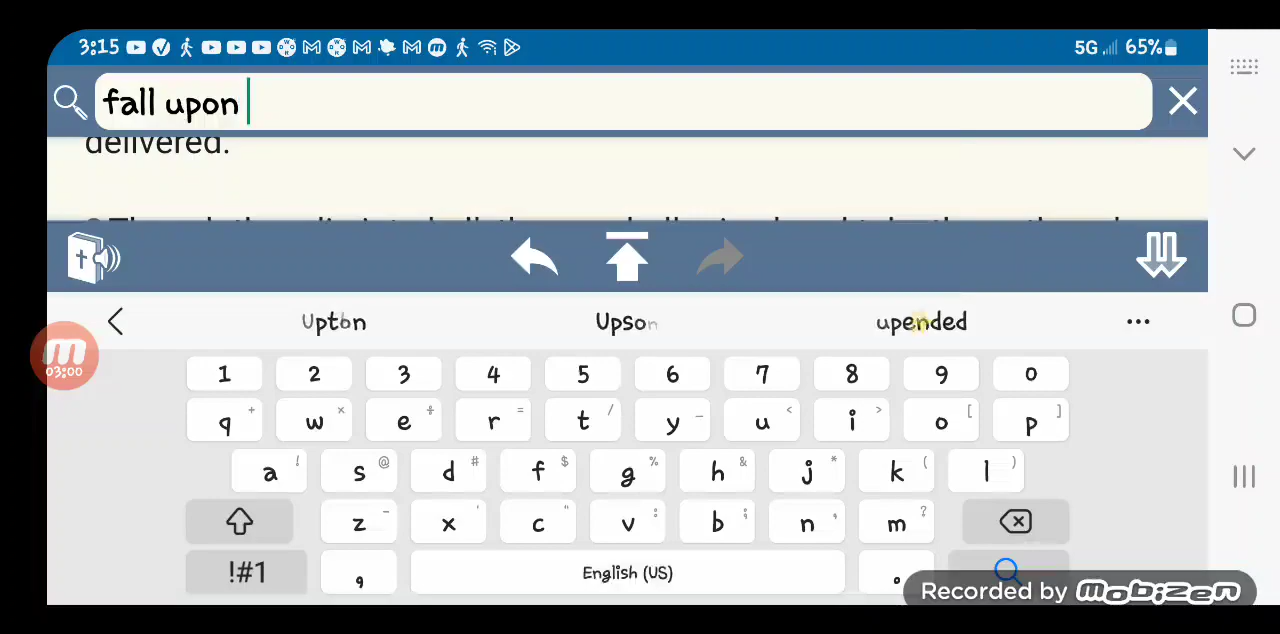 3:15 5G 65%
fall upon
delivered.
Upton Upson upended ...
03:00
1 2 3 4 5 6 7 8 9 0
q + w × e ÷ r = t / y _ u < i > o [ p ]
a ! s @ d # f $ g % h & j * k ( l )
z - x ' c " v : b ; n , m ?
!#1 , English (US) .
Recorded by mobizen